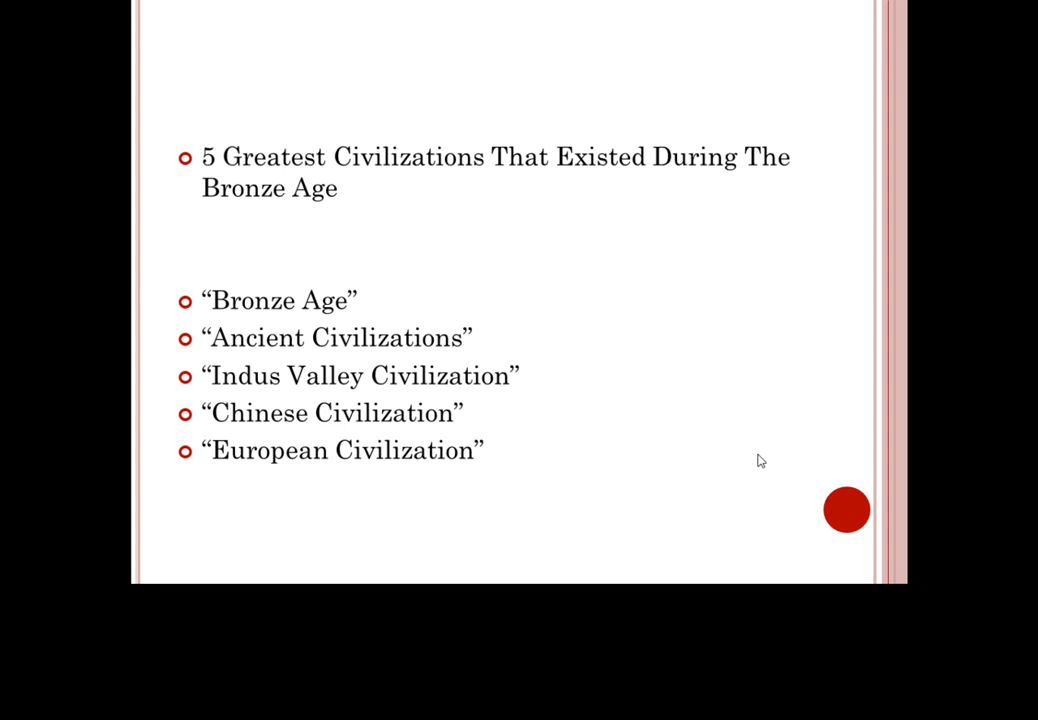 5 Greatest Civilizations That Existed During The
Bronze Age
“Bronze Age”
“Ancient Civilizations”
“Indus Valley Civilization”
“Chinese Civilization”
“European Civilization”